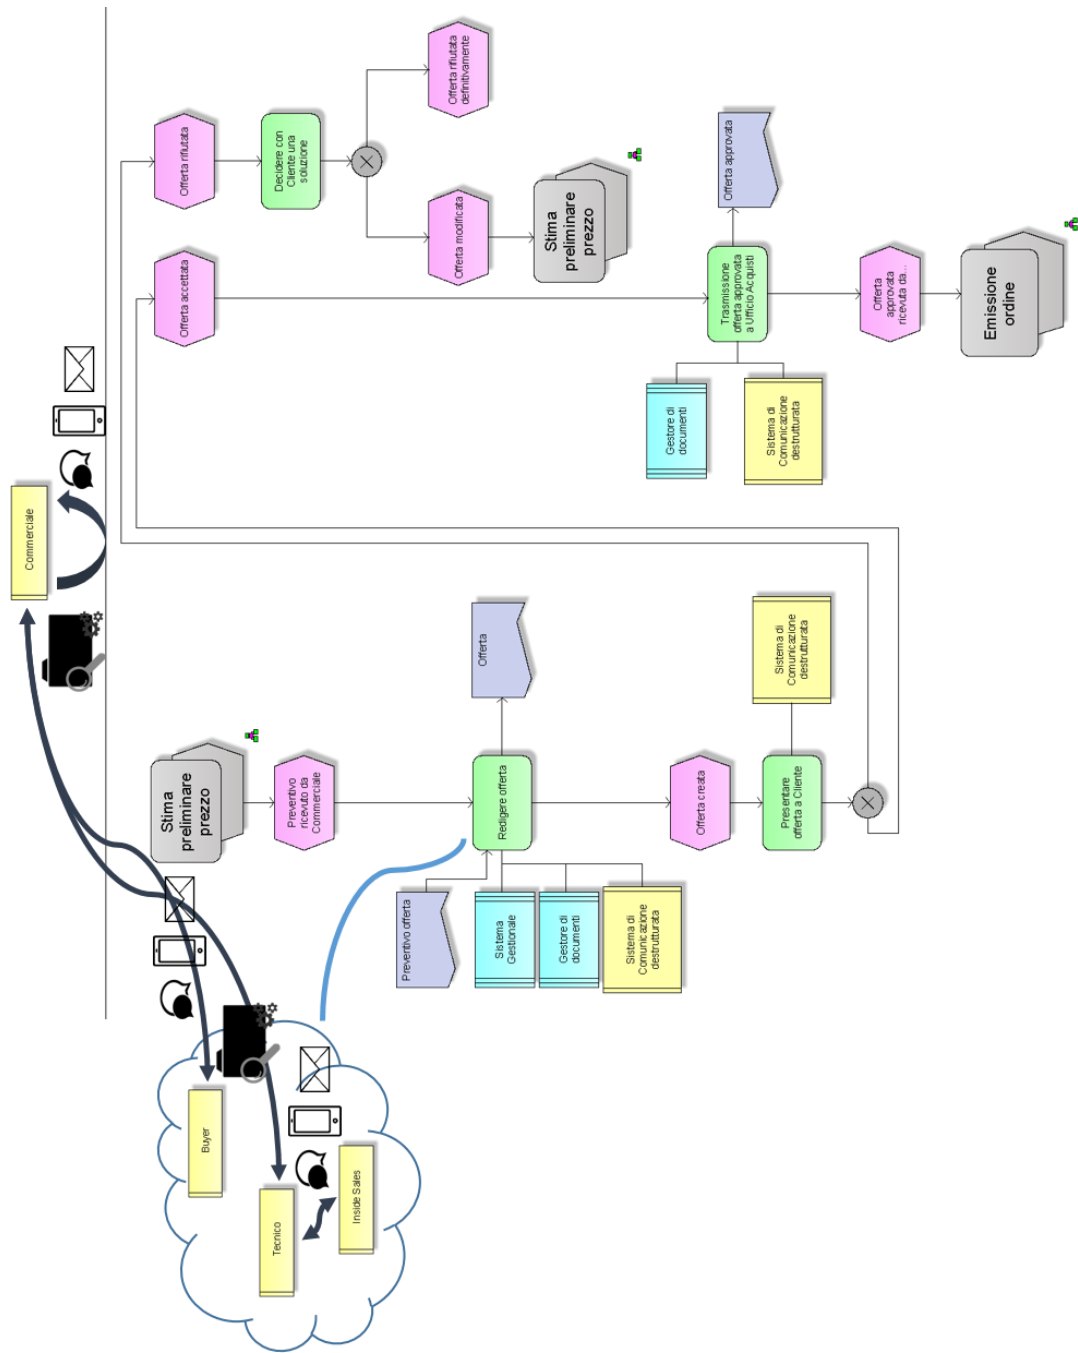 Commerciale
Stima
preliminare
prezzo
Preventivo
ricevuto da
Commerciale
Redigere offerta
Offerta
Preventivo offerta
Sistema
Gestionale
Gestore di
documenti
Sistema di
Comunicazione
destrutturata
Offerta creata
Presentare
offerta a Cliente
Sistema di
Comunicazione
destrutturata
Buyer
Tecnico
Inside Sales
Offerta rifiutata
Decidere con
Cliente una
soluzione
Offerta rifiutata
definitivamente
Offerta modificata
Stima
preliminare
prezzo
Offerta accettata
Trasmissione
offerta approvata
a Ufficio Acquisti
Offerta approvata
Gestore di
documenti
Sistema di
Comunicazione
destrutturata
Offerta
approvata
ricevuta da...
Emissione
ordine